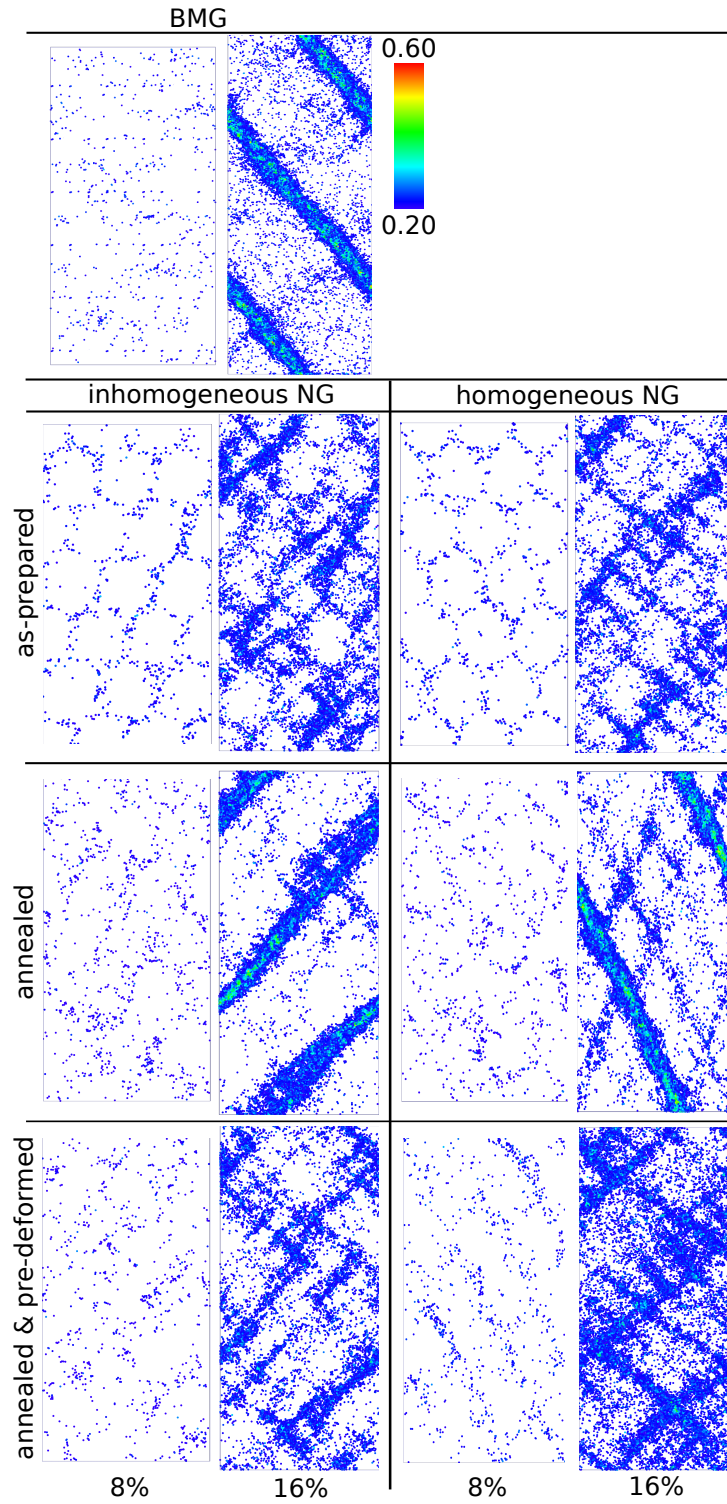 BMG
0.60
0.20
inhomogeneous NG
homogeneous NG
as-prepared
annealed
annealed & pre-deformed
8%
16%
8%
16%